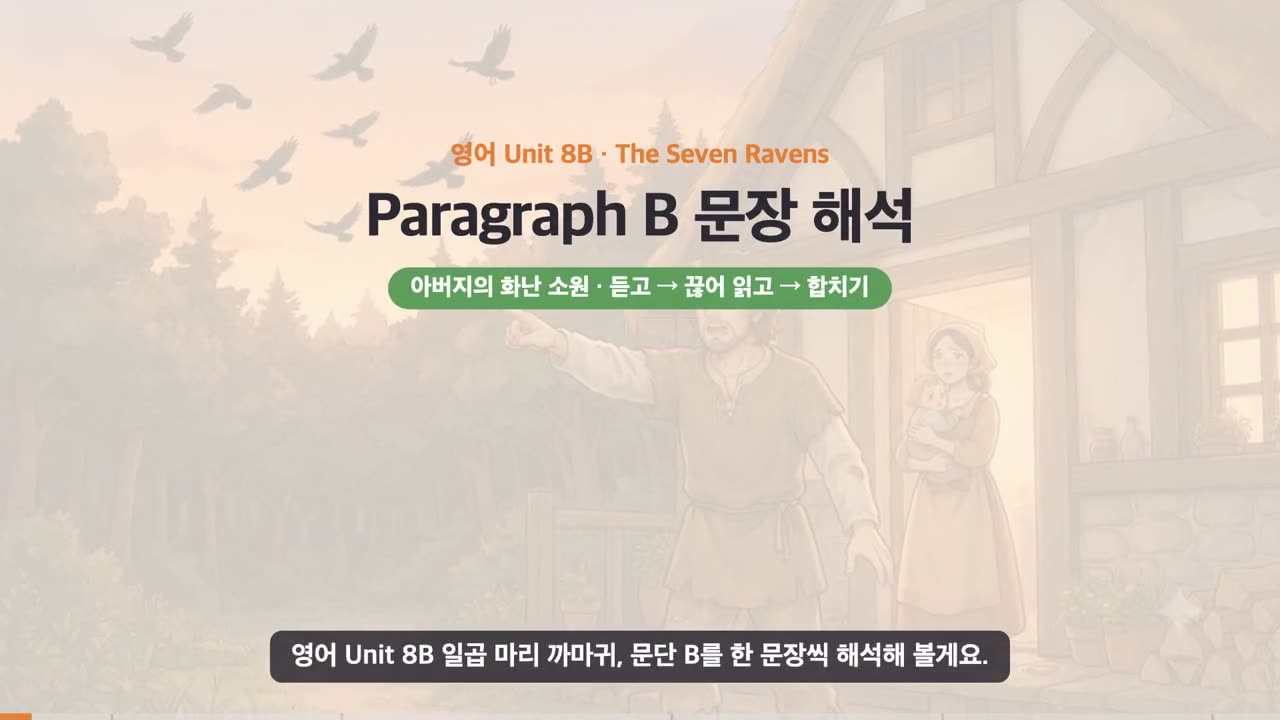 영어 Unit 8B · The Seven Ravens
Paragraph B 문장 해석
아버지의 화난 소원 · 듣고 → 끊어 읽고 → 합치기
영어 Unit 8B 일곱 마리 까마귀, 문단 B를 한 문장씩 해석해 볼게요.